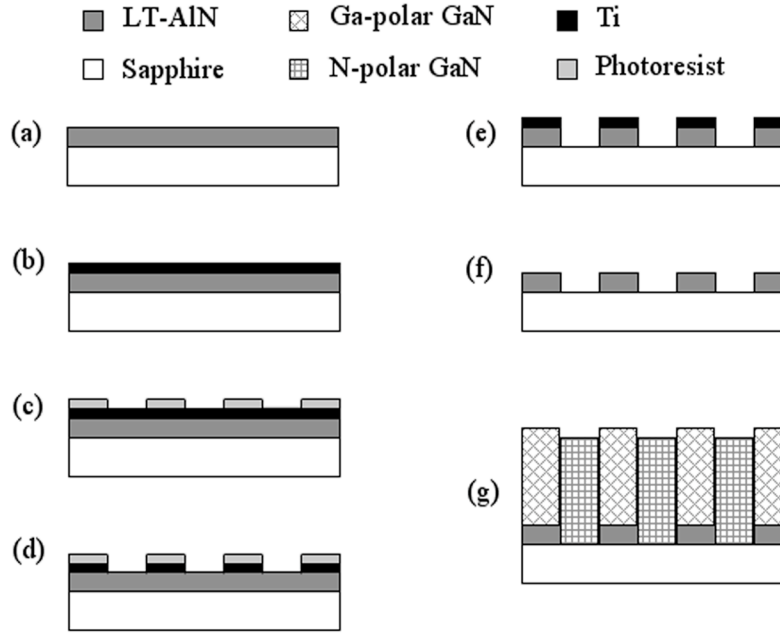 LT-AlN
Ga-polar GaN
Ti
Sapphire
N-polar GaN
Photoresist
(a)
(b)
(c)
(d)
(e)
(f)
(g)